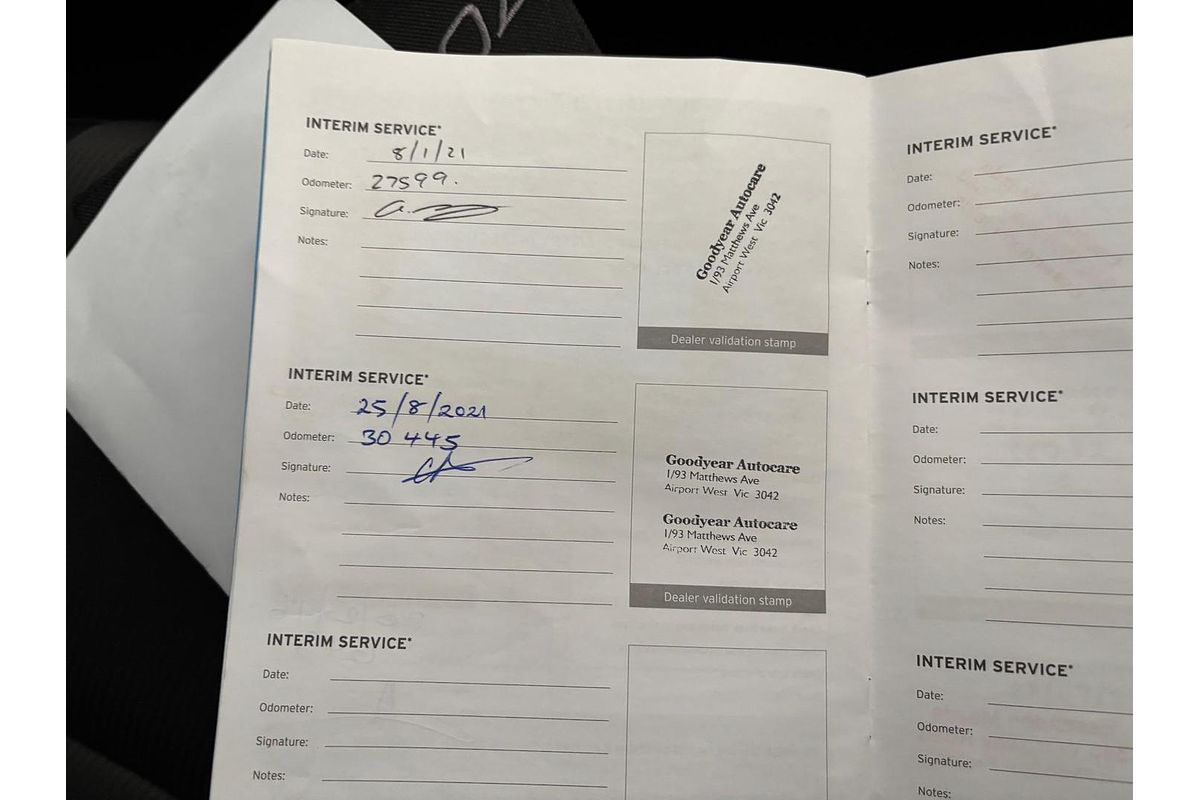 INTERIM SERVICE*
Date: 8/1/21
Odometer: 27599.
Signature:
Notes:
Goodyear Autocare
1/93 Matthews Ave
Airport West Vic 3042
Dealer validation stamp
INTERIM SERVICE*
Date: 25/8/2021
Odometer: 30 445
Signature:
Notes:
Goodyear Autocare
1/93 Matthews Ave
Airport West Vic 3042
Goodyear Autocare
1/93 Matthews Ave
Airport West Vic 3042
Dealer validation stamp
INTERIM SERVICE*
Date:
Odometer:
Signature:
Notes:
INTERIM SERVICE*
Date:
Odometer:
Signature:
Notes:
INTERIM SERVICE*
Date:
Odometer:
Signature:
Notes:
INTERIM SERVICE*
Date:
Odometer:
Signature:
Notes: